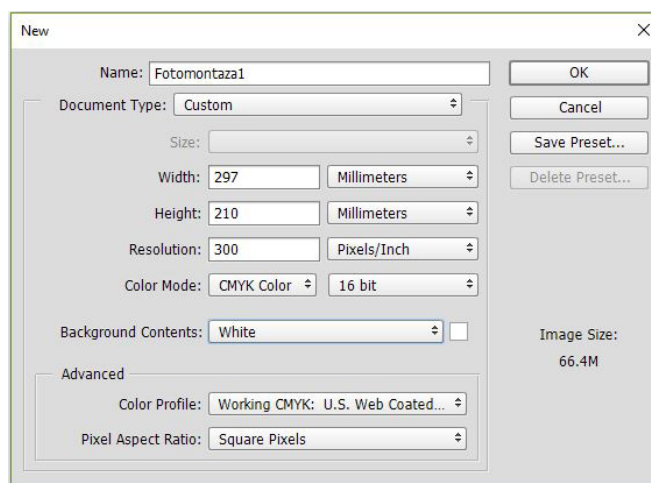 New
Name: Fotomontaza1
OK
Document Type: Custom
Cancel
Size:
Save Preset...
Width: 297 Millimeters
Delete Preset...
Height: 210 Millimeters
Resolution: 300 Pixels/Inch
Color Mode: CMYK Color 16 bit
Background Contents: White
Image Size:
66.4M
Advanced
Color Profile: Working CMYK: U.S. Web Coated...
Pixel Aspect Ratio: Square Pixels